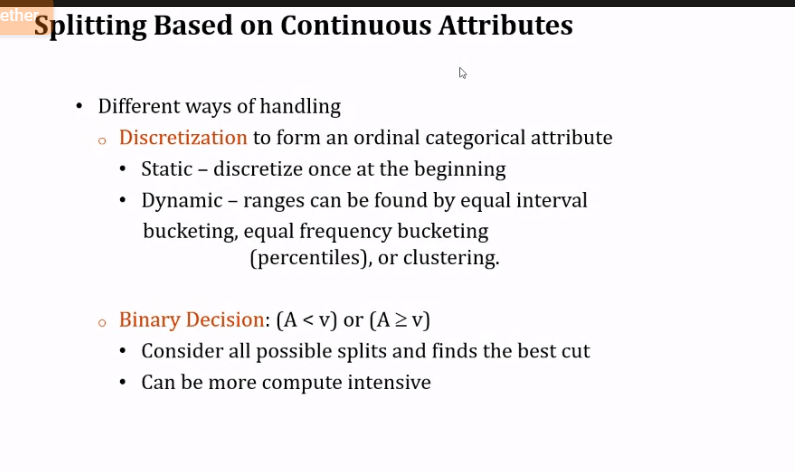 ether
Splitting Based on Continuous Attributes
• Different ways of handling
o Discretization to form an ordinal categorical attribute
• Static – discretize once at the beginning
• Dynamic – ranges can be found by equal interval
bucketing, equal frequency bucketing
(percentiles), or clustering.
o Binary Decision: (A < v) or (A ≥ v)
• Consider all possible splits and finds the best cut
• Can be more compute intensive